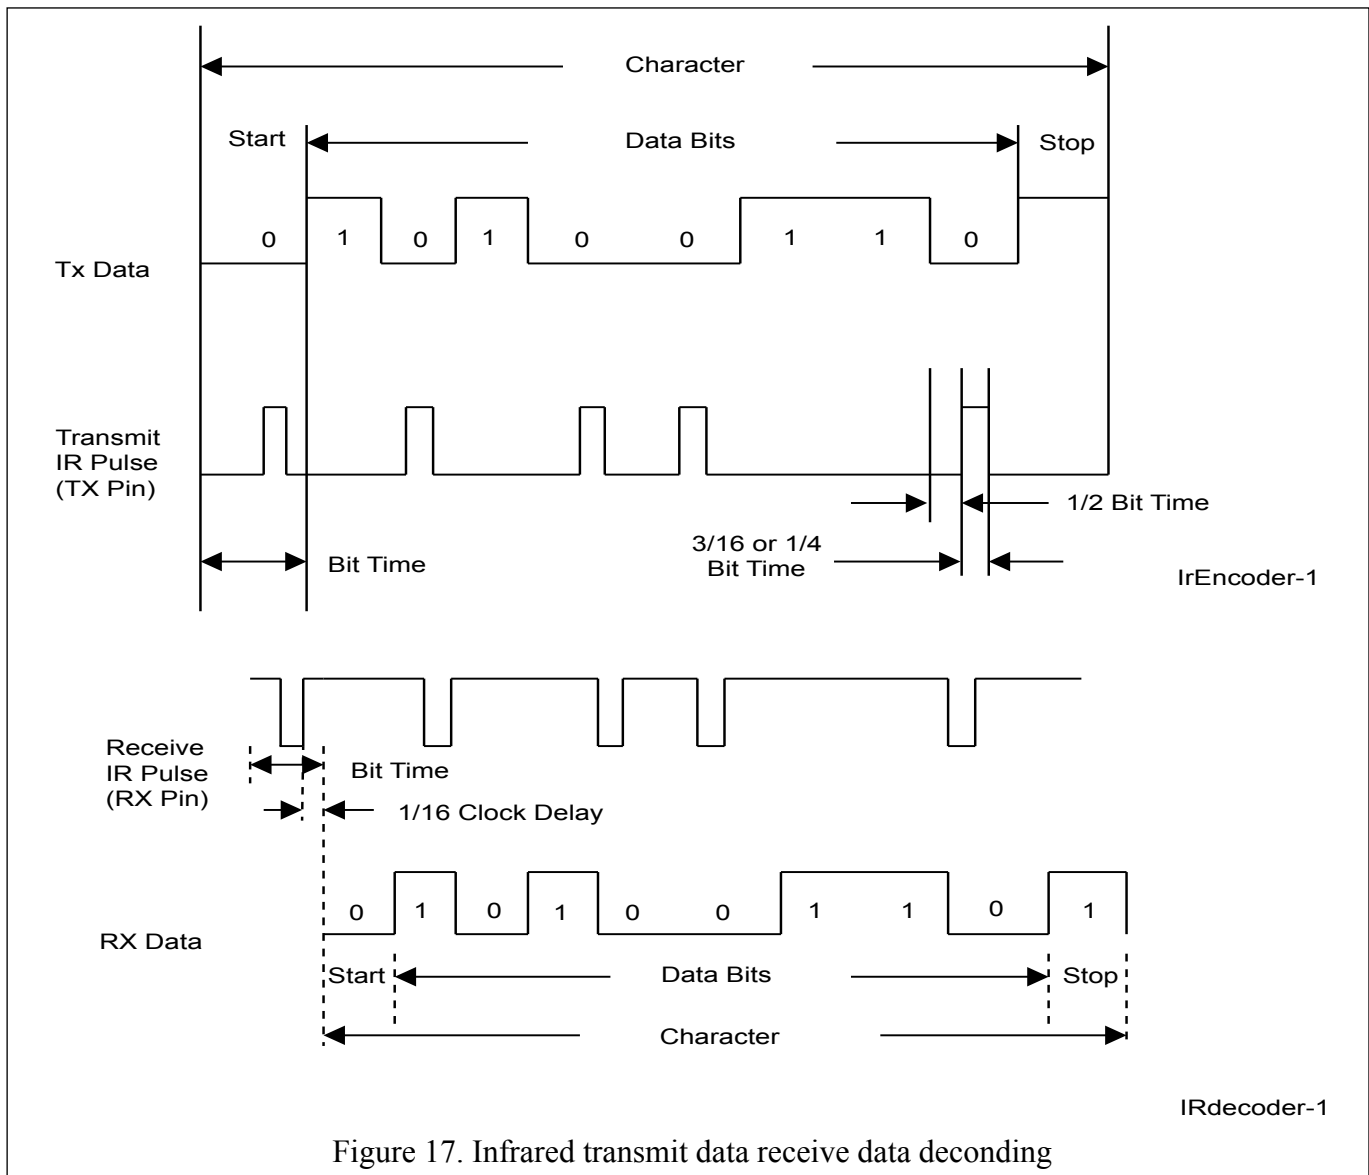 Character
Start
Data Bits
Stop
0 1 0 1 0 0 1 1 0
Tx Data
Transmit
IR Pulse
(TX Pin)
1/2 Bit Time
3/16 or 1/4
Bit Time
Bit Time
IrEncoder-1
Receive
IR Pulse
(RX Pin)
Bit Time
1/16 Clock Delay
0 1 0 1 0 0 1 1 0 1
RX Data
Start
Data Bits
Stop
Character
IRdecoder-1
Figure 17. Infrared transmit data receive data deconding